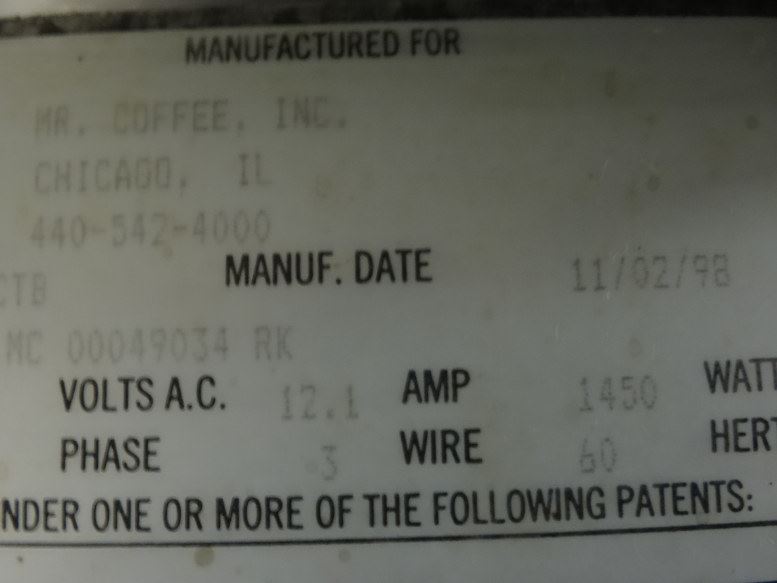 MANUFACTURED FOR
MR. COFFEE, INC.
CHICAGO, IL
440-542-4000
CTB MANUF. DATE 11/02/98
MC 00049034 RK
VOLTS A.C. 12.1 AMP 1450 WATT
PHASE 3 WIRE 60 HERT
NDER ONE OR MORE OF THE FOLLOWING PATENTS: